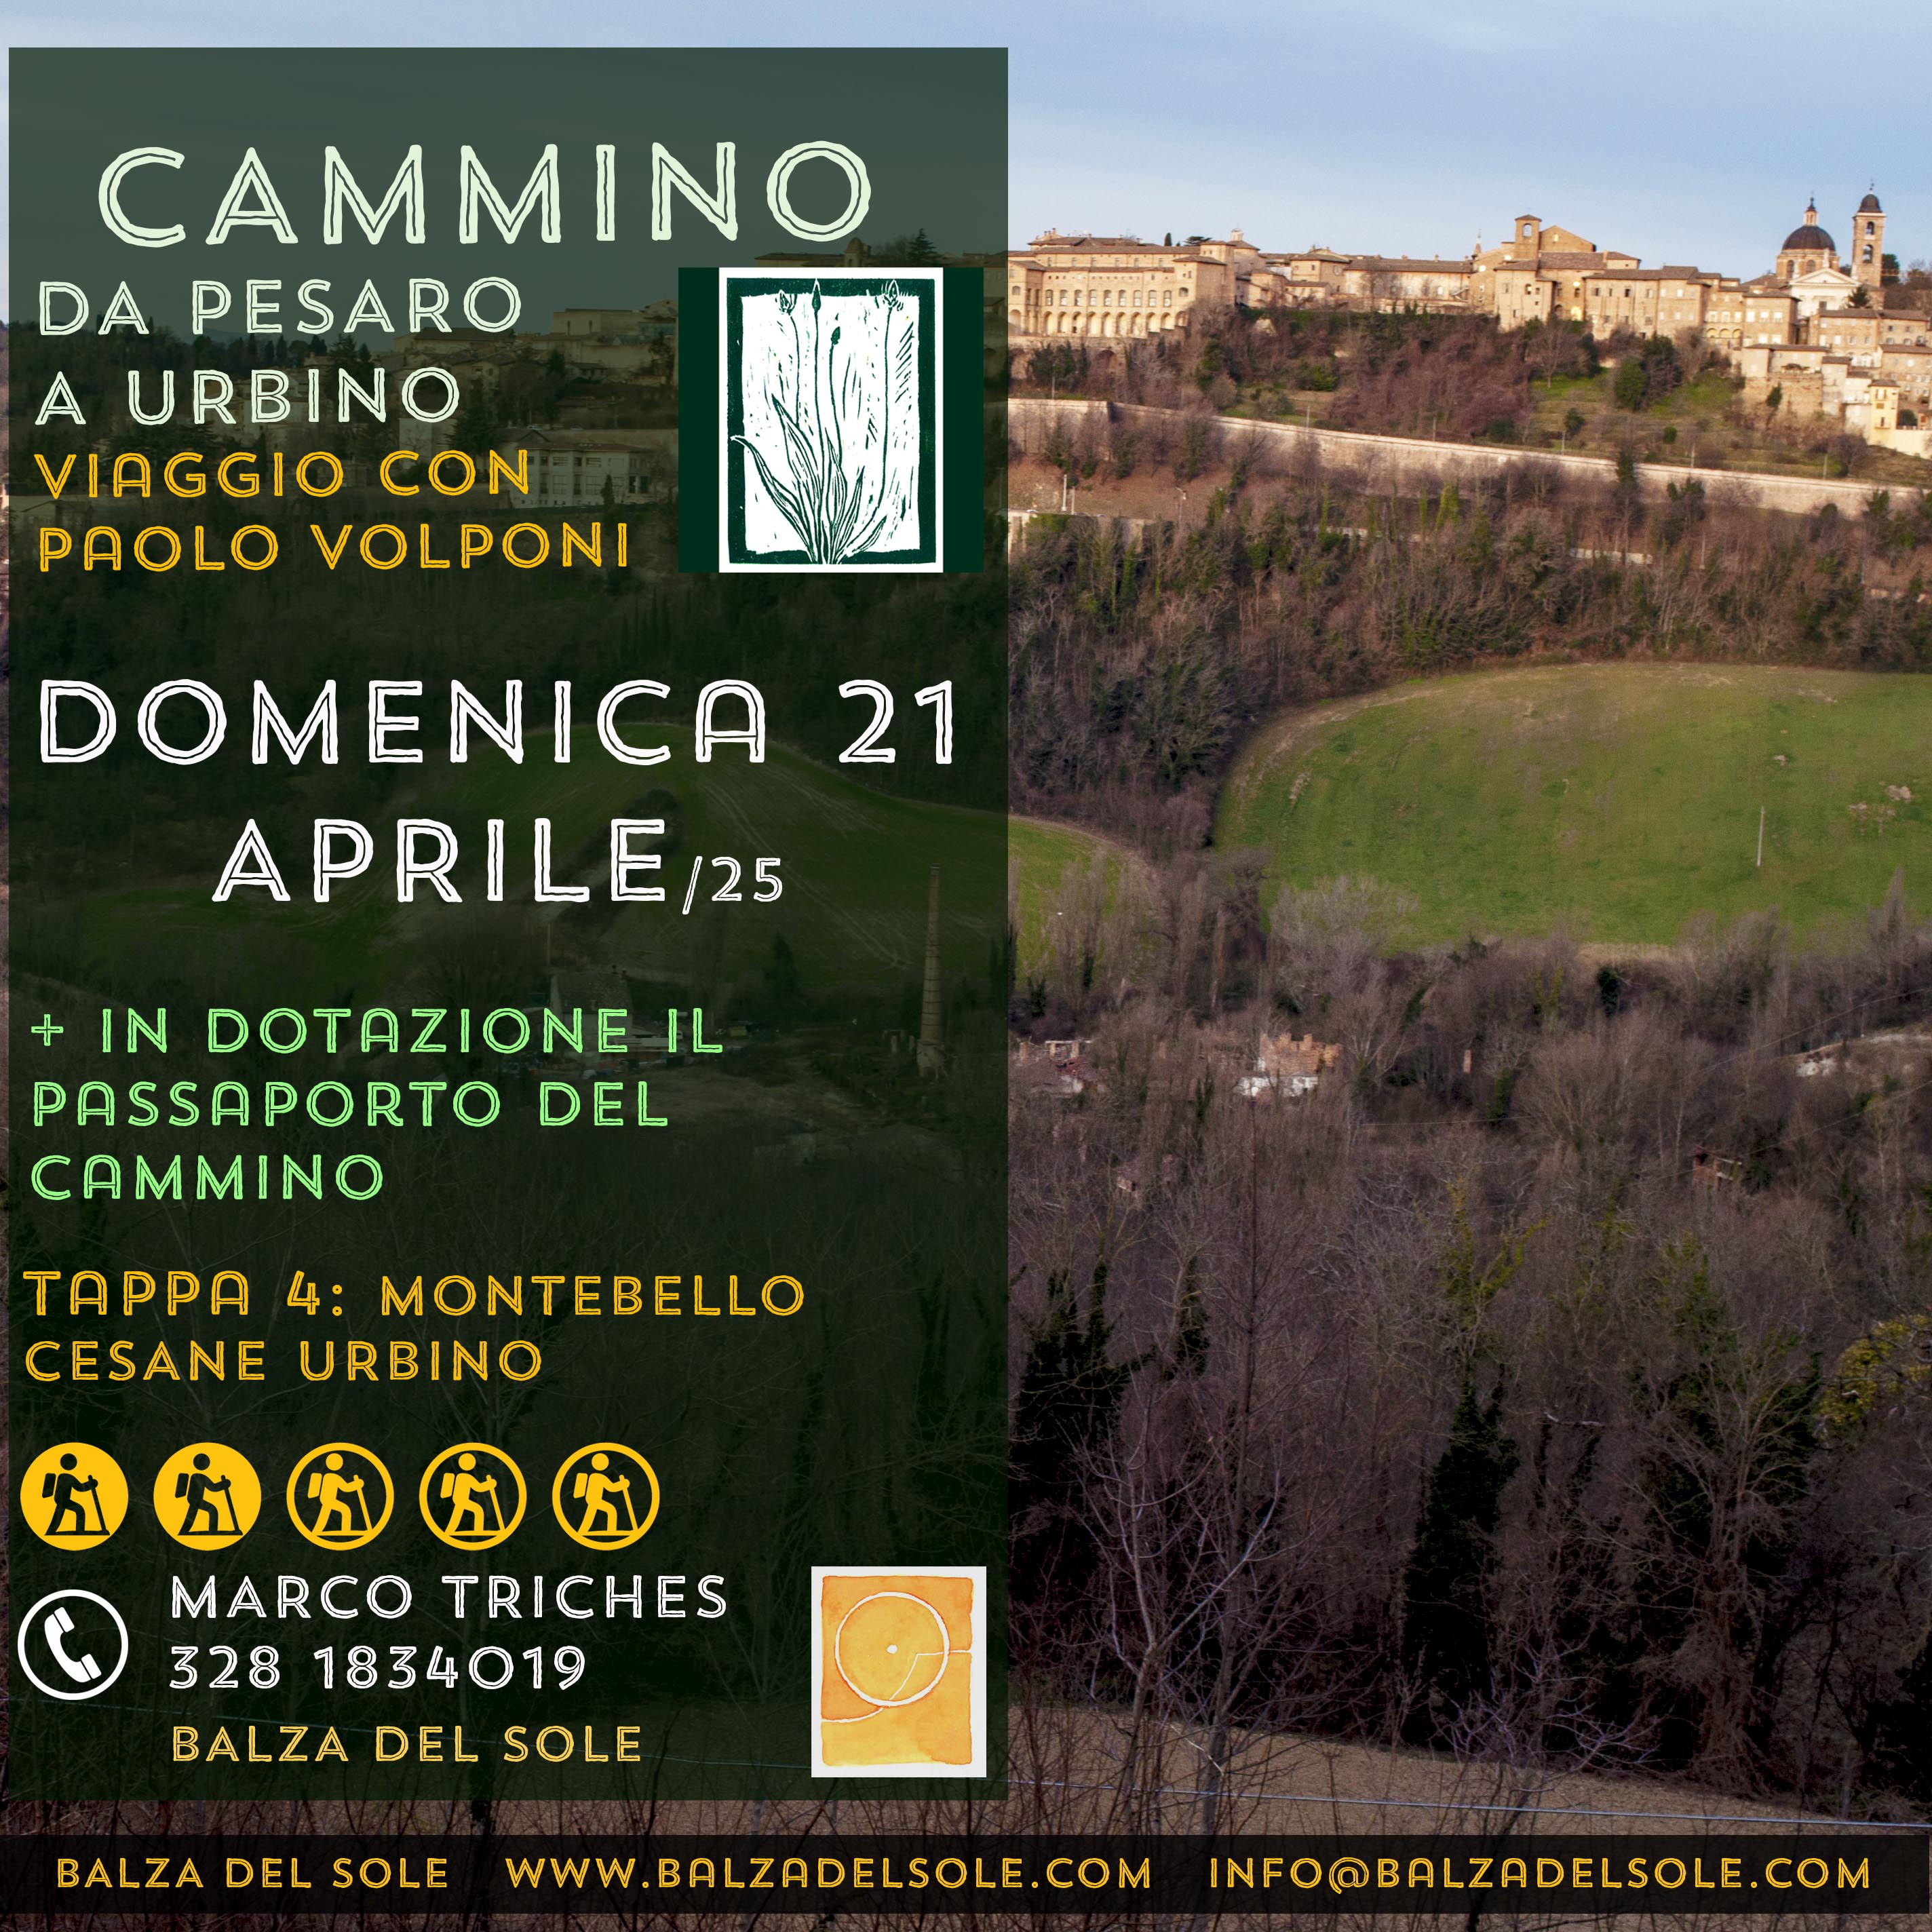 CAMMINO
DA PESARO
A URBINO
VIAGGIO CON
PAOLO VOLPONI
DOMENICA 21
APRILE/25
+ IN DOTAZIONE IL
PASSAPORTO DEL
CAMMINO
TAPPA 4: MONTEBELLO
CESANE URBINO
MARCO TRICHES
328 1834019
BALZA DEL SOLE
BALZA DEL SOLE WWW.BALZADELSOLE.COM INFO@BALZADELSOLE.COM